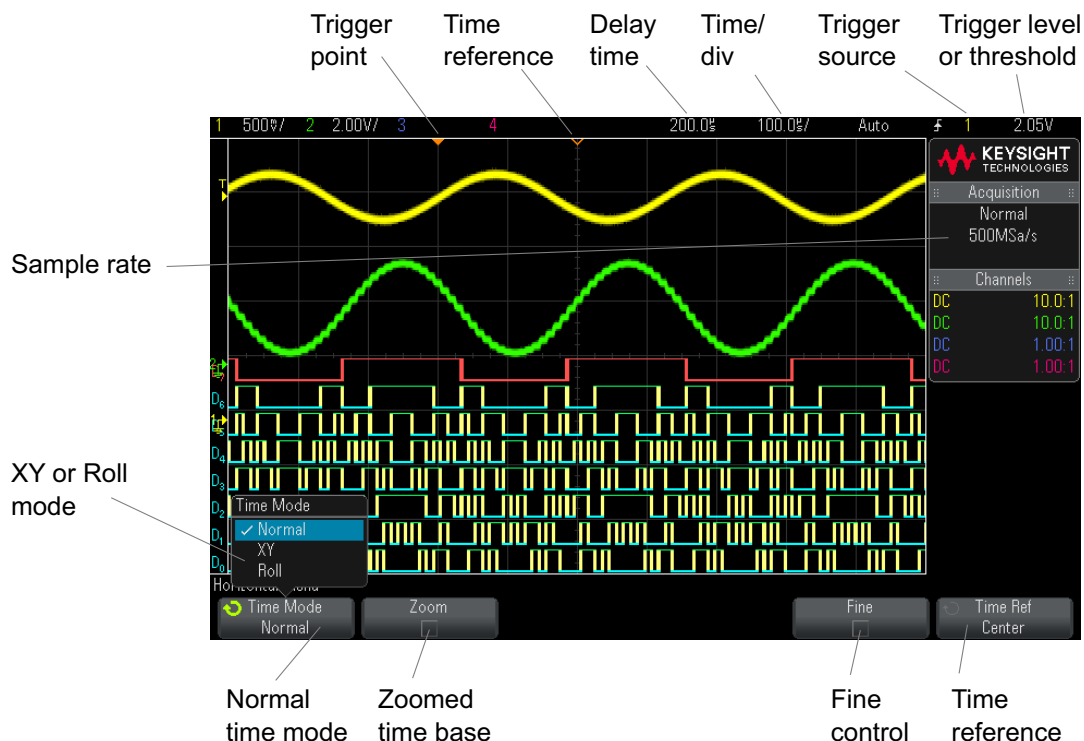 Trigger point
Time reference
Delay time
Time/ div
Trigger source
Trigger level or threshold
1 500%/ 2 2.00V/ 3 4 200.0% 100.0%/ Auto 1 2.05V
KEYSIGHT
TECHNOLOGIES
Acquisition
Normal
500MSa/s
Channels
DC 10.0:1
DC 10.0:1
DC 1.00:1
DC 1.00:1
Sample rate
T
D6
D4
D3
D2
D1
D0
XY or Roll mode
Time Mode
✓ Normal
XY
Roll
Time Mode
Normal
Zoom
Fine
Time Ref
Center
Normal time mode
Zoomed time base
Fine control
Time reference